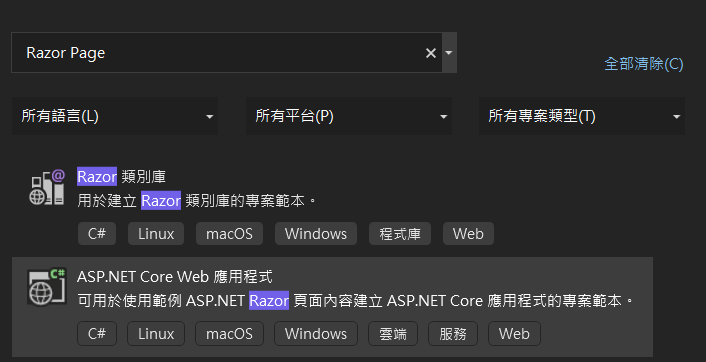 Razor Page
全部清除(C)
所有語言(L) 所有平台(P) 所有專案類型(T)
Razor 類別庫
用於建立 Razor 類別庫的專案範本。
C# Linux macOS Windows 程式庫 Web
ASP.NET Core Web 應用程式
可用於使用範例 ASP.NET Razor 頁面內容建立 ASP.NET Core 應用程式的專案範本。
C# Linux macOS Windows 雲端 服務 Web